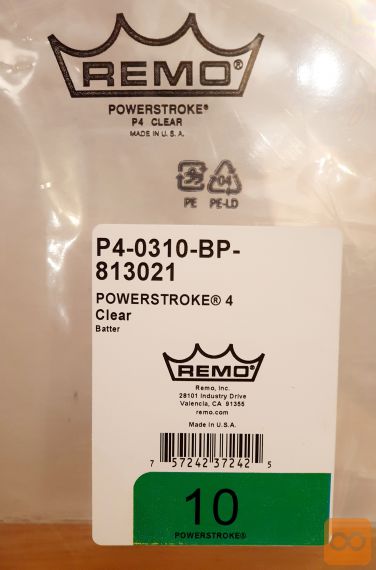 REMO®
POWERSTROKE®
P4 CLEAR
MADE IN U.S.A.
04
PE PE-LD
P4-0310-BP-
813021
POWERSTROKE® 4
Clear
Batter
REMO®
Remo, Inc.
28101 Industry Drive
Valencia, CA 91355
remo.com
Made in U.S.A.
7 57242 37242 5
10
POWERSTROKE®